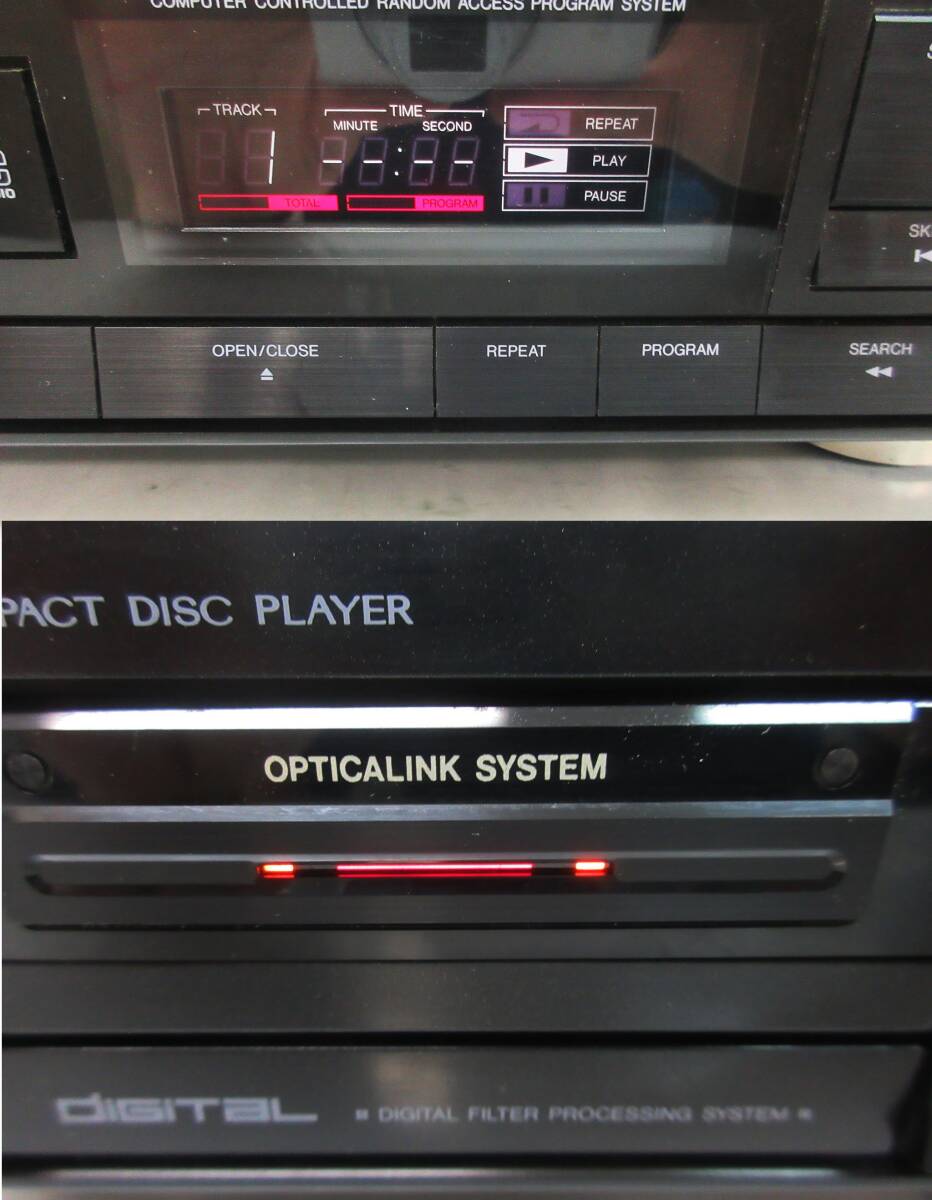 COMPUTER CONTROLLED RANDOM ACCESS PROGRAM SYSTEM
TRACK
TIME
MINUTE SECOND
1 --:--
REPEAT
PLAY
PAUSE
TOTAL PROGRAM
OPEN/CLOSE
REPEAT
PROGRAM
SEARCH
PACT DISC PLAYER
OPTICALINK SYSTEM
DIGITAL
DIGITAL FILTER PROCESSING SYSTEM